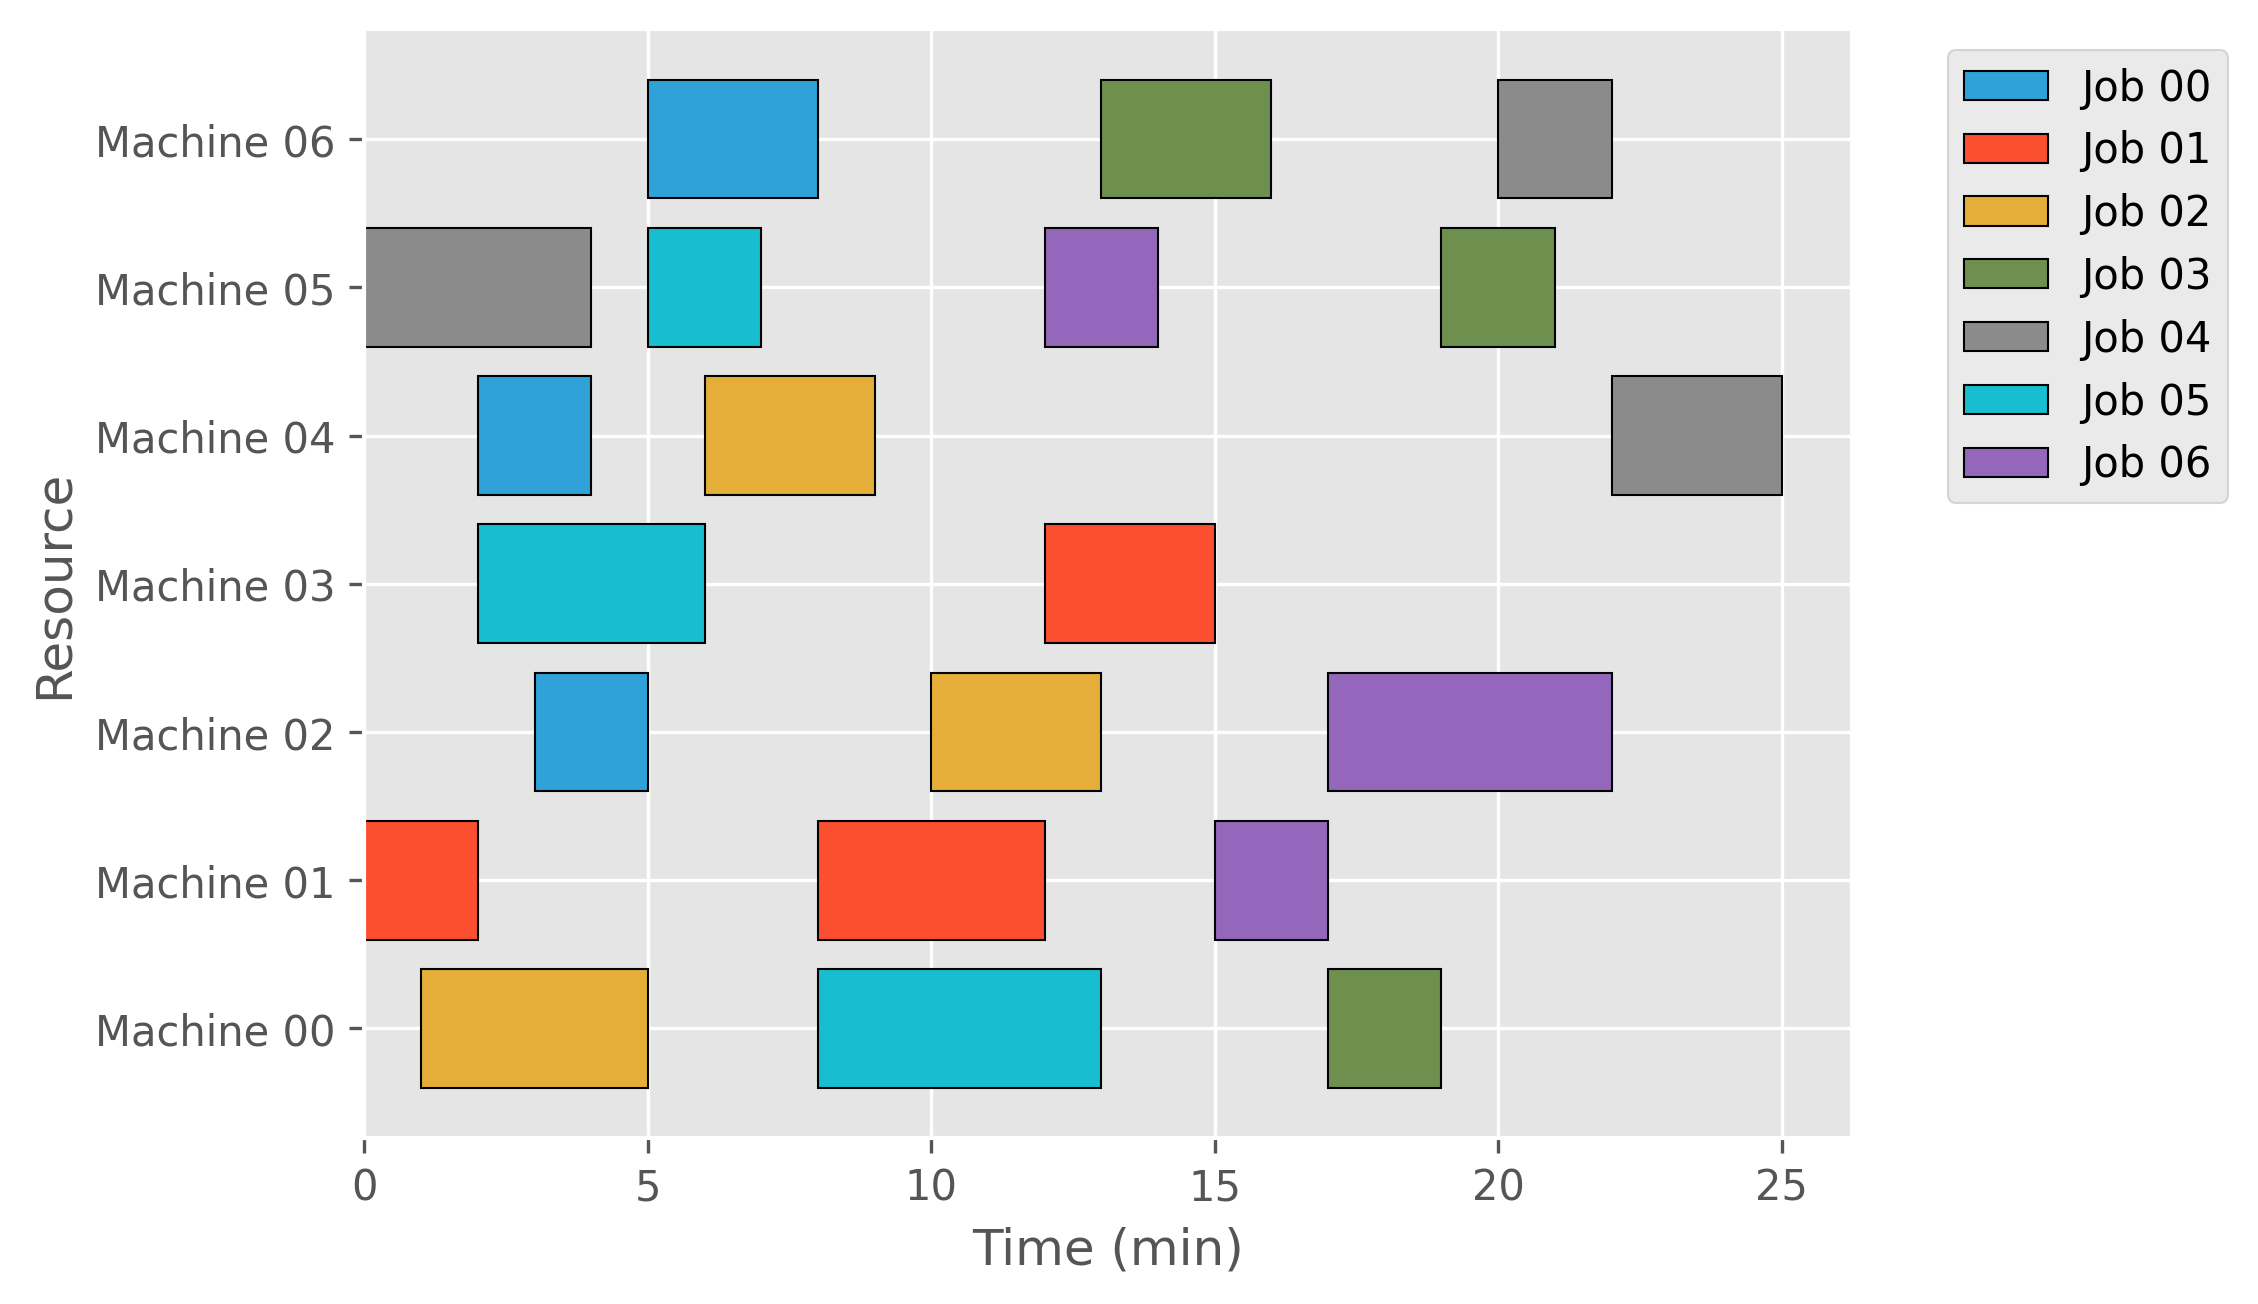 Machine 06
Machine 05
Machine 04
Machine 03
Machine 02
Machine 01
Machine 00
Resource
0
5
10
15
20
25
Time (min)
Job 00
Job 01
Job 02
Job 03
Job 04
Job 05
Job 06